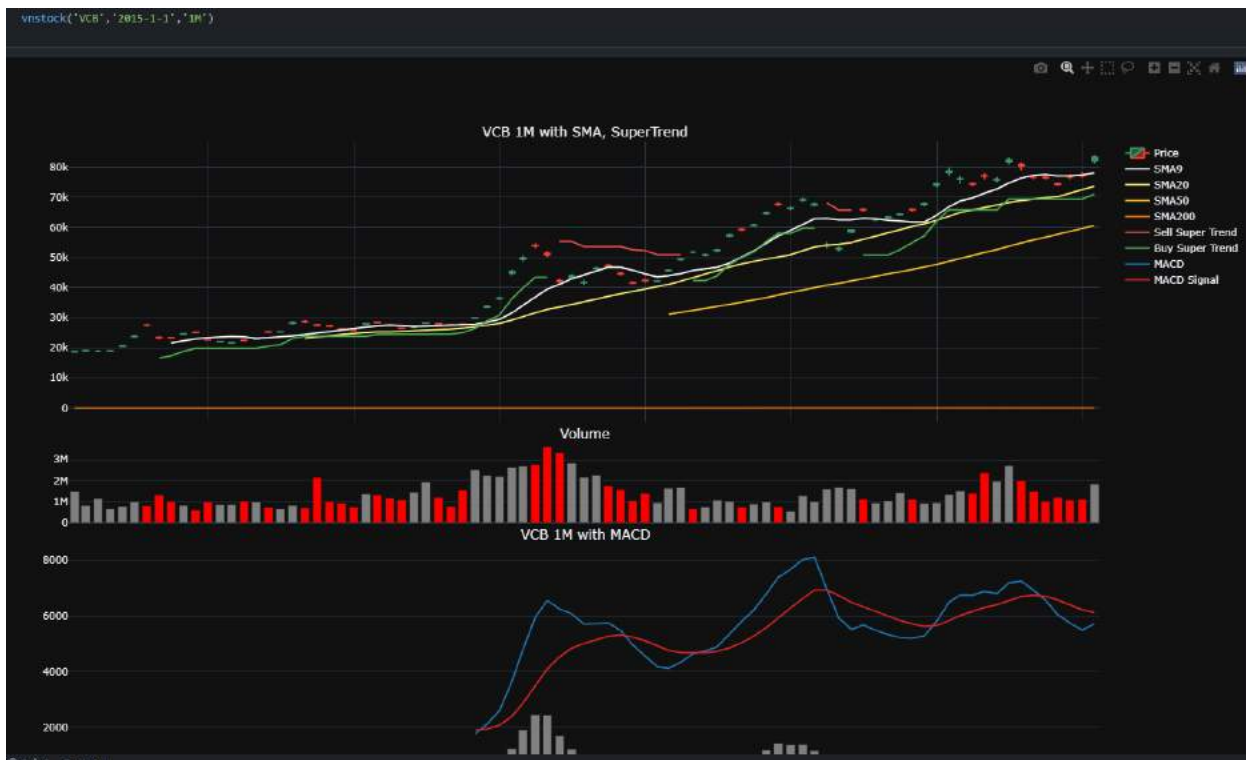 vnstock('VCB','2015-1-1','1M')
VCB 1M with SMA, SuperTrend
80k
70k
60k
50k
40k
30k
20k
10k
0
Price
SMA9
SMA20
SMA50
SMA200
Sell Super Trend
Buy Super Trend
MACD
MACD Signal
Volume
3M
2M
1M
0
VCB 1M with MACD
8000
6000
4000
2000